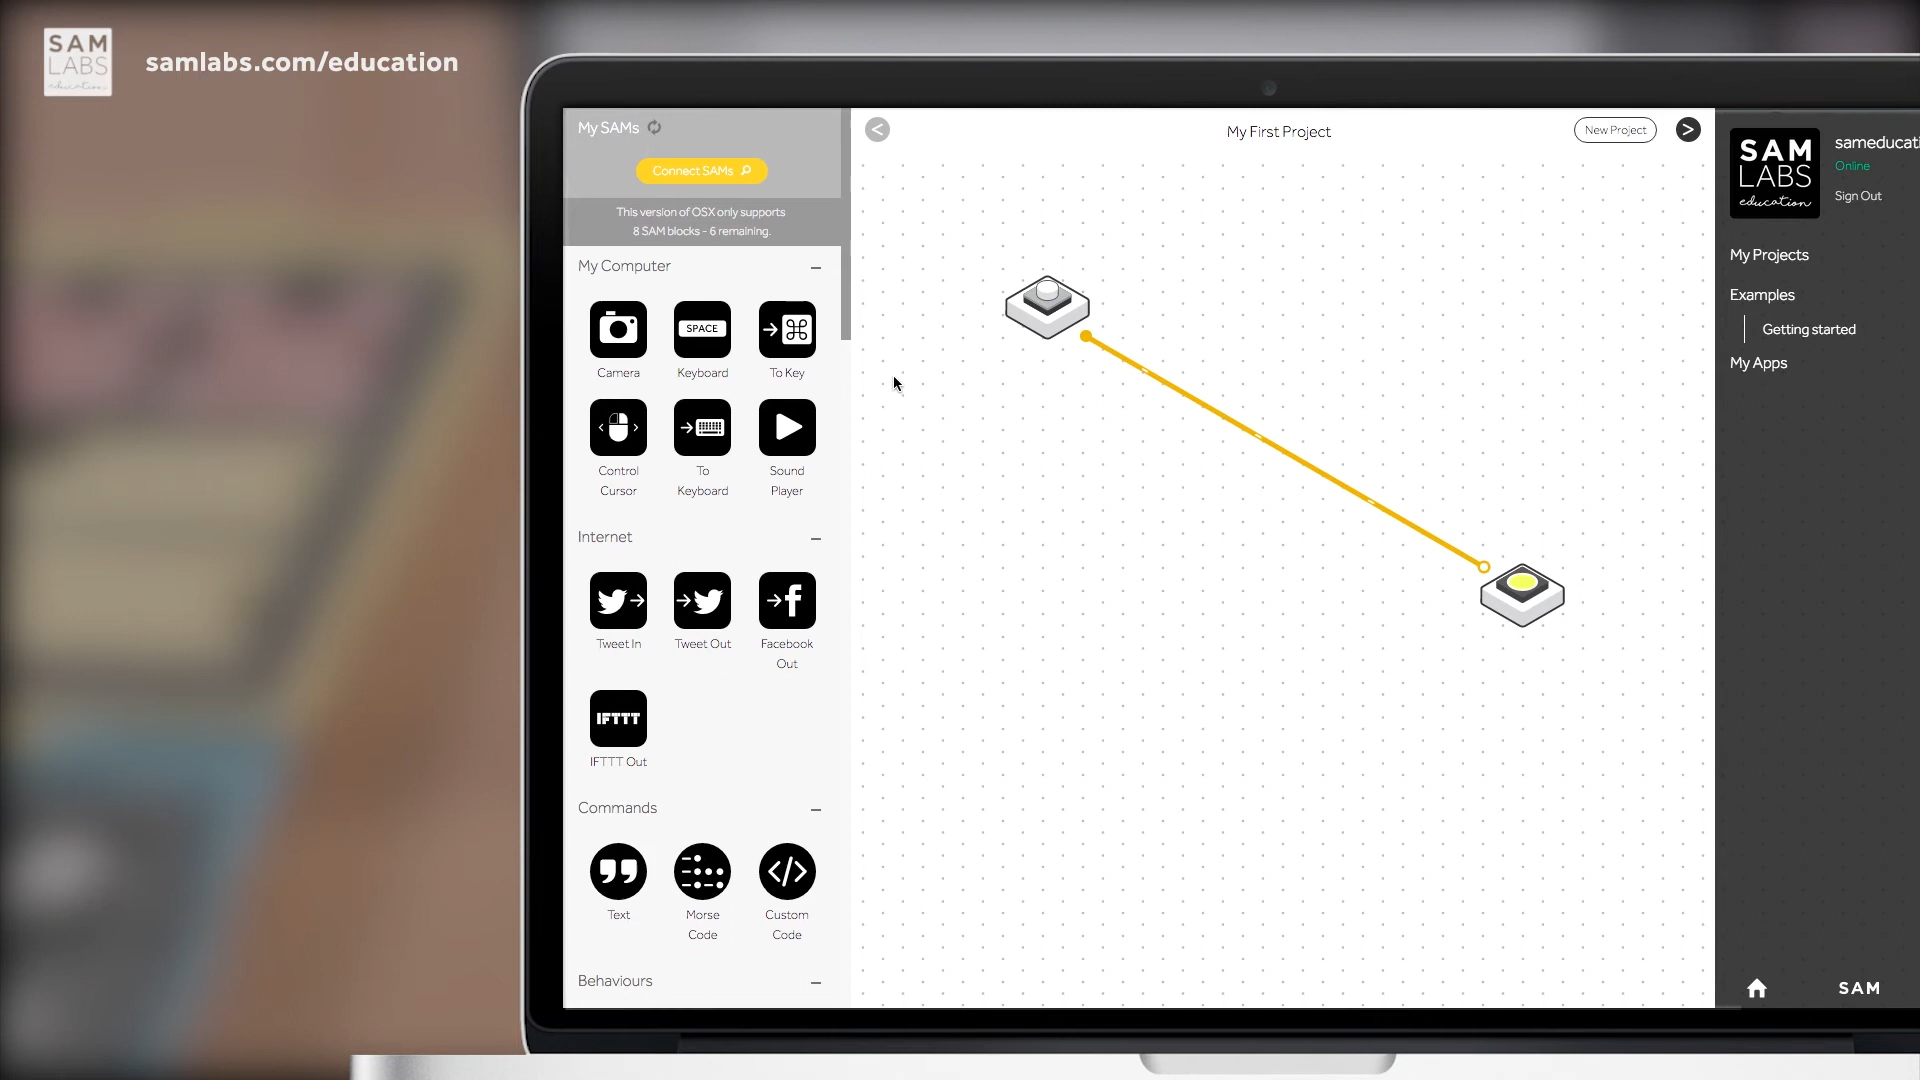 SAM
LABS
education
samlabs.com/education
My SAMs
Connect SAMs
This version of OSX only supports
8 SAM blocks - 6 remaining.
My Computer
Camera
SPACE
Keyboard
To Key
Control
Cursor
To
Keyboard
Sound
Player
Internet
Tweet In
Tweet Out
Facebook
Out
IFTTT
IFTTT Out
Commands
Text
Morse
Code
Custom
Code
Behaviours
My First Project
New Project
SAM
LABS
education
sameducati
Online
Sign Out
My Projects
Examples
Getting started
My Apps
SAM